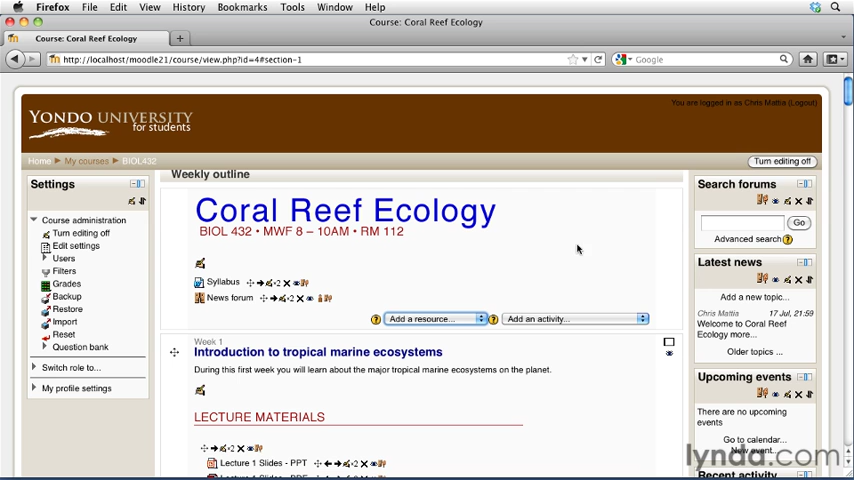 Firefox File Edit View History Bookmarks Tools Window Help
Course: Coral Reef Ecology
Course: Coral Reef Ecology +
http://localhost/moodle21/course/view.php?id=4#section-1
Google
YONDO UNIVERSITY
for students
You are logged in as Chris Mattia (Logout)
Home My courses BIOL432
Turn editing off
Settings
Course administration
Turn editing off
Edit settings
Users
Filters
Grades
Backup
Restore
Import
Reset
Question bank
Switch role to...
My profile settings
Weekly outline
Coral Reef Ecology
BIOL 432 • MWF 8 – 10AM • RM 112
Syllabus
2
News forum
2
Add a resource...
Add an activity...
Week 1
Introduction to tropical marine ecosystems
During this first week you will learn about the major tropical marine ecosystems on the planet.
LECTURE MATERIALS
2
Lecture 1 Slides - PPT
2
Search forums
Go
Advanced search
Latest news
Add a new topic...
Chris Mattia 17 Jul, 21:59
Welcome to Coral
Reef Ecology
more...
Older topics ...
Upcoming events
There are no upcoming
events
Go to calendar...
New event...
Recent activity
lynda.com